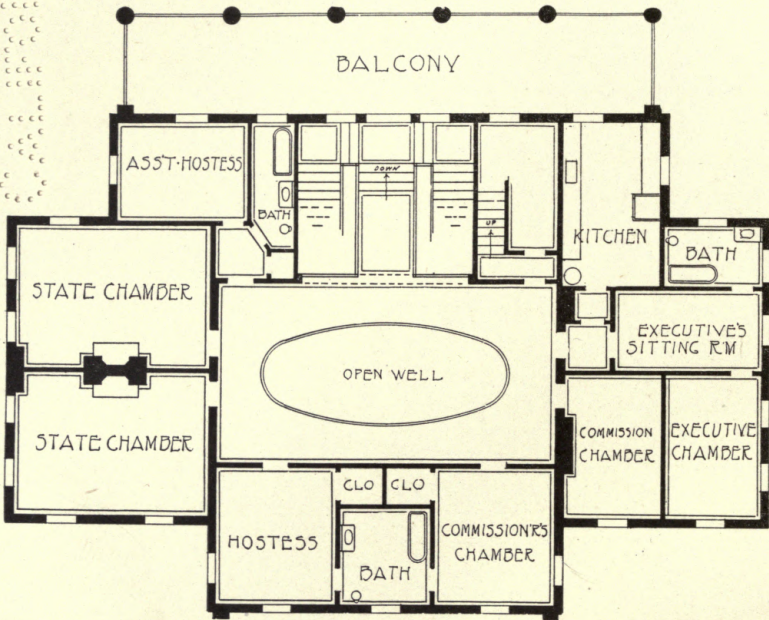 BALCONY
ASS'T·HOSTESS
BATH
DOWN
UP
KITCHEN
BATH
STATE CHAMBER
EXECUTIVE'S
SITTING R'M
OPEN WELL
STATE CHAMBER
COMMISSION
CHAMBER
EXECUTIVE
CHAMBER
CLO
CLO
HOSTESS
COMMISSION'R'S
CHAMBER
BATH